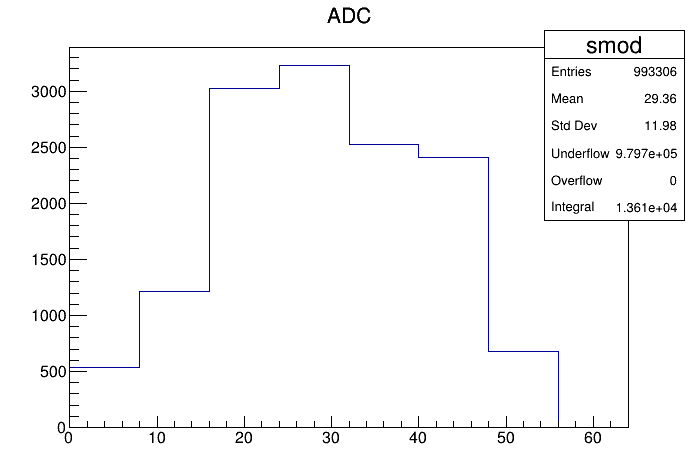 ADC
smod
Entries 993306
Mean 29.36
Std Dev 11.98
Underflow 9.797e+05
Overflow 0
Integral 1.361e+04
3000
2500
2000
1500
1000
500
0
0 10 20 30 40 50 60